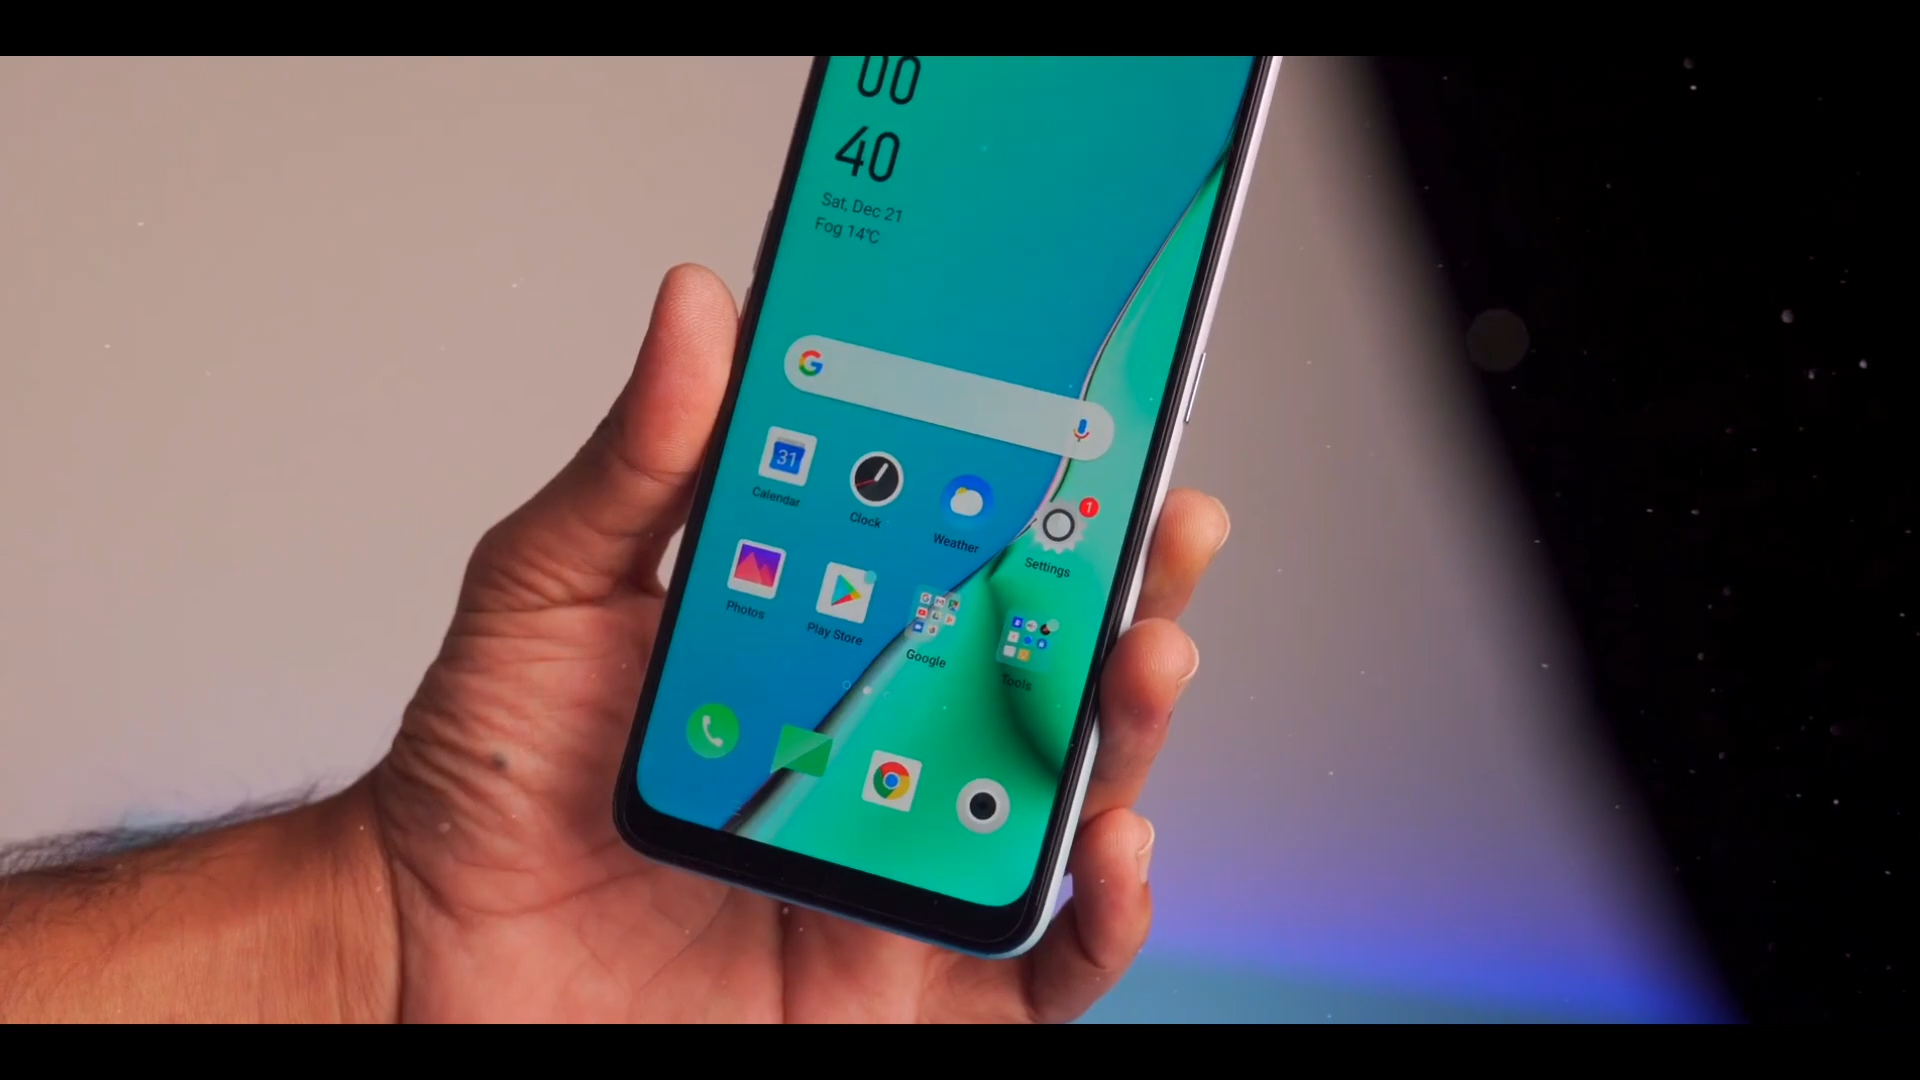 00
40
Sat, Dec 21
Fog 14°C
G
31
Calendar
Clock
Weather
1
Settings
Photos
Play Store
Google
Tools